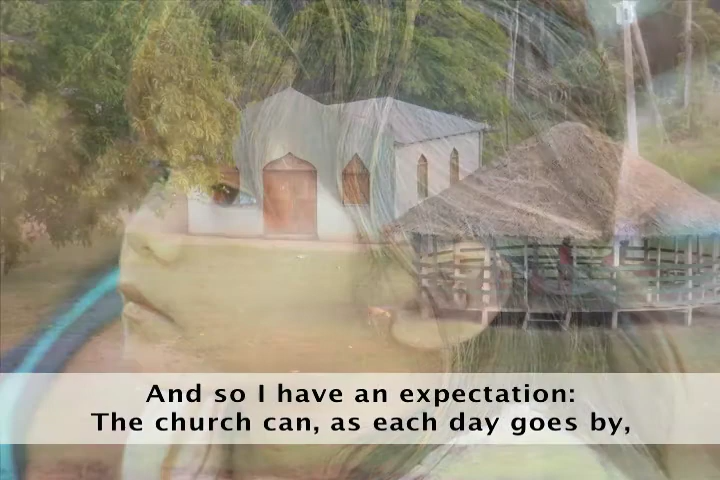 And so I have an expectation:
The church can, as each day goes by,